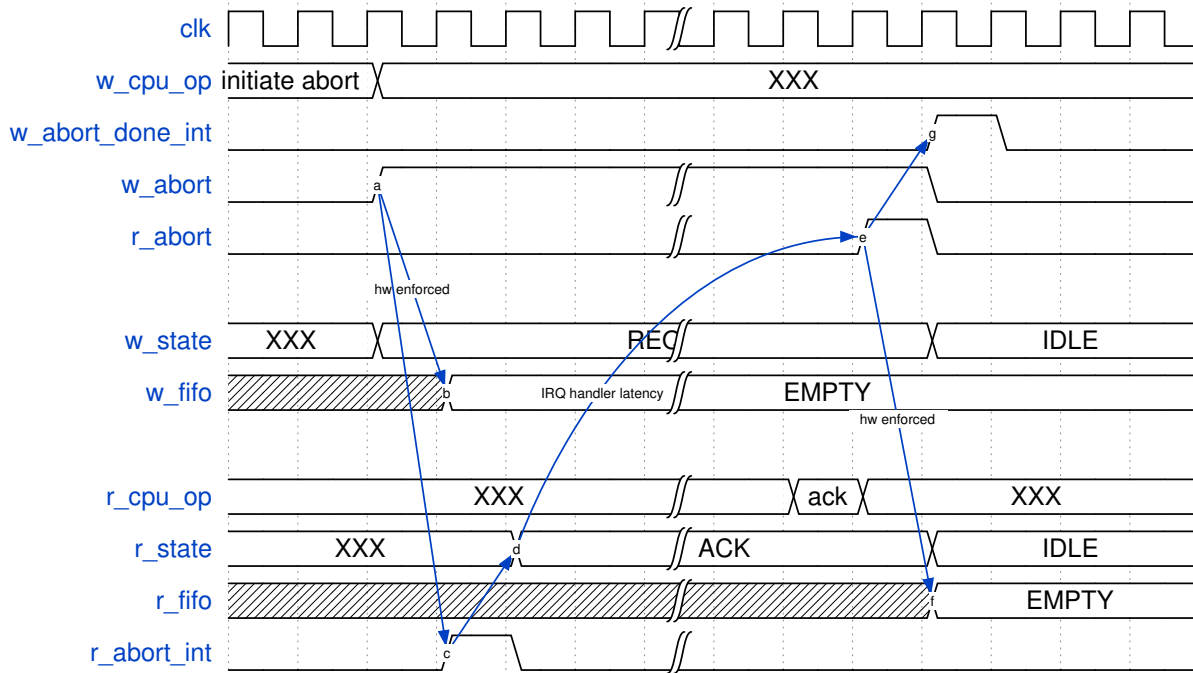 clk
w_cpu_op initiate abort XXX
w_abort_done_int g
w_abort a
r_abort e
hw enforced
w_state XXX REQ IDLE
w_fifo b IRQ handler latency EMPTY
hw enforced
r_cpu_op XXX ack XXX
r_state XXX d ACK IDLE
r_fifo f EMPTY
r_abort_int c